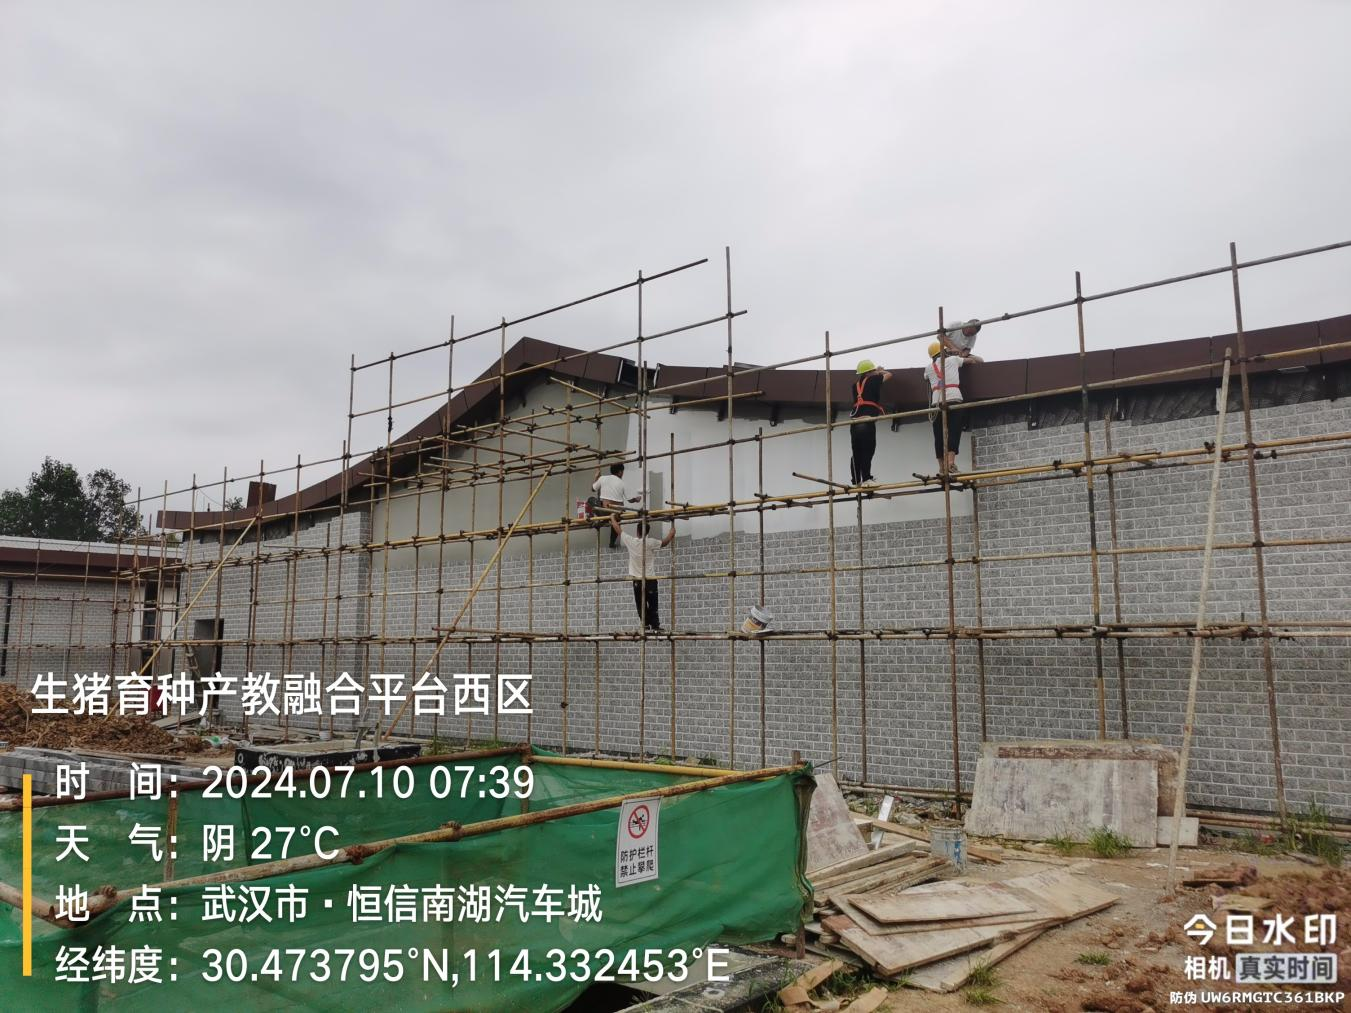 生猪育种产教融合平台西区
时 间：2024.07.10 07:39
天 气：阴 27°C
地 点：武汉市·恒信南湖汽车城
经纬度：30.473795°N,114.332453°E
防护栏杆
禁止攀爬
今日水印
相机 真实时间
防伪 UW6RMGTC361BKP